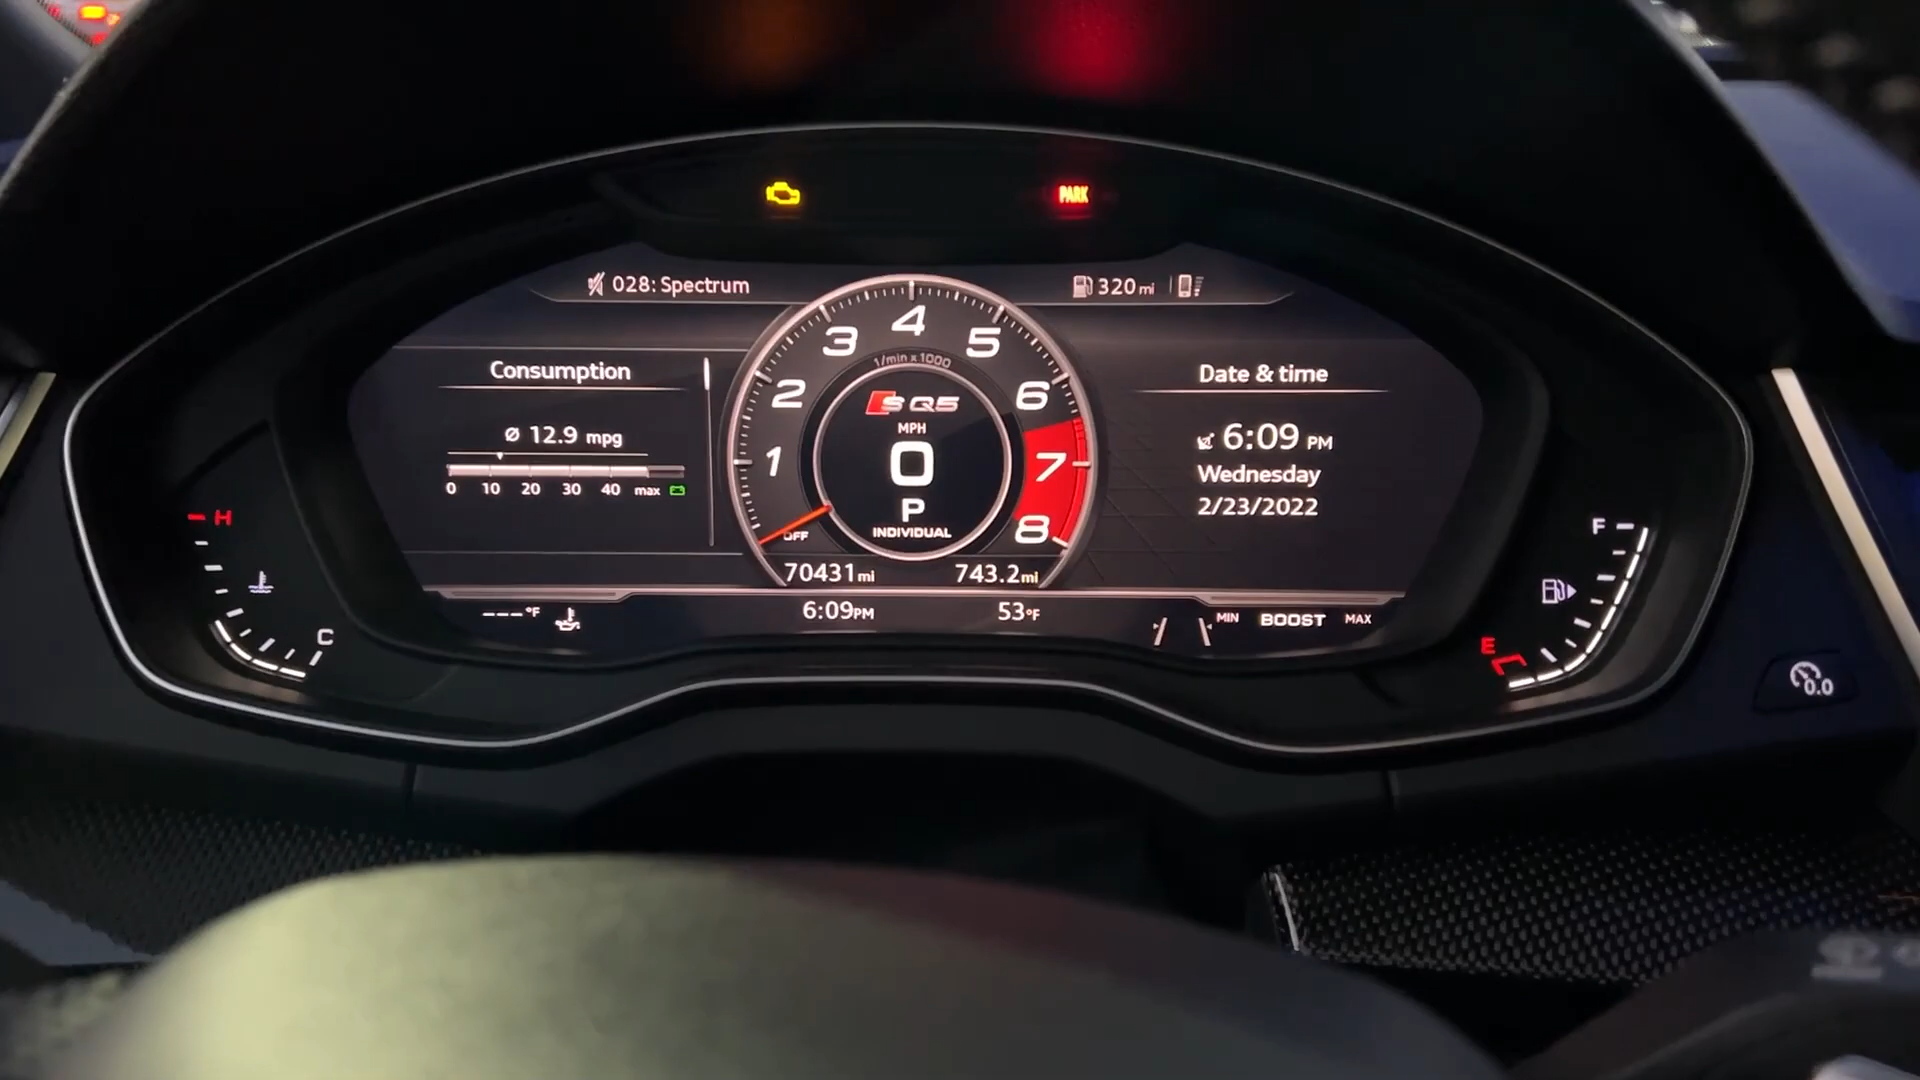 PARK
028: Spectrum
320 mi
Consumption
Ø 12.9 mpg
0 10 20 30 40 max
1 2 3 4 5 6 7 8
1/min x 1000
S Q5
MPH
0
P
INDIVIDUAL
OFF
70431 mi
743.2 mi
Date & time
6:09 PM
Wednesday
2/23/2022
H
C
F
E
---°F
6:09PM
53°F
MIN BOOST MAX
0.0